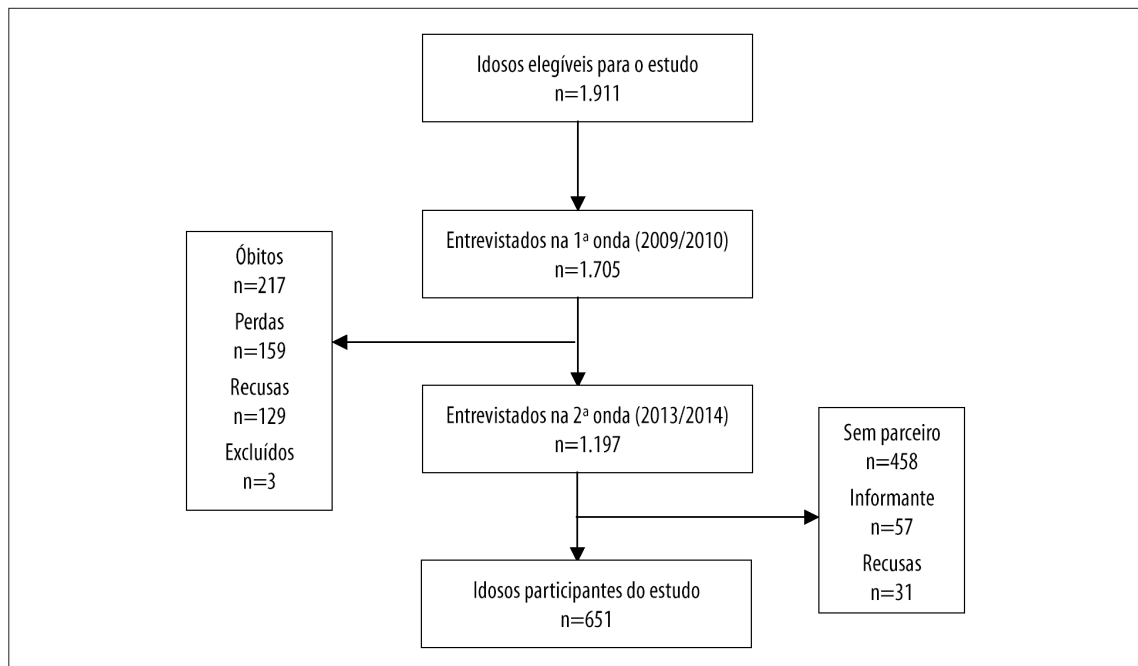 Idosos elegíveis para o estudo
n=1.911
Entrevistados na 1ª onda (2009/2010)
n=1.705
Óbitos
n=217
Perdas
n=159
Recusas
n=129
Excluídos
n=3
Entrevistados na 2ª onda (2013/2014)
n=1.197
Sem parceiro
n=458
Informante
n=57
Recusas
n=31
Idosos participantes do estudo
n=651